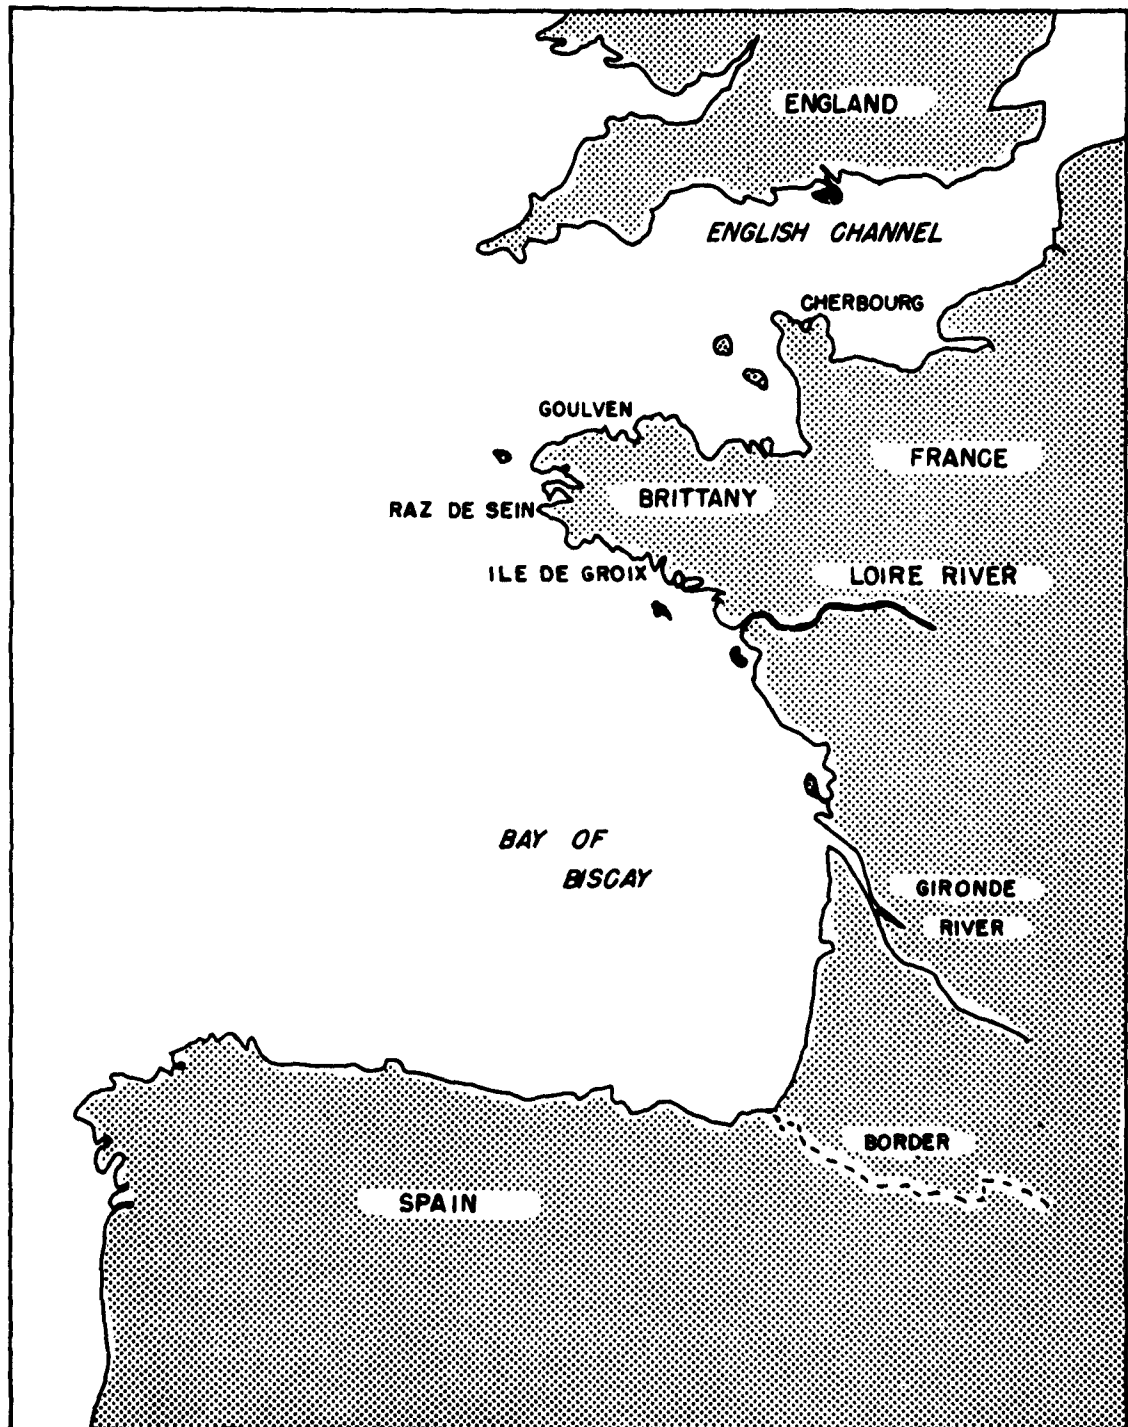 ENGLAND
ENGLISH CHANNEL
CHERBOURG
GOULVEN
FRANCE
BRITTANY
RAZ DE SEIN
ILE DE GROIX
LOIRE RIVER
BAY OF
BISCAY
GIRONDE
RIVER
BORDER
SPAIN